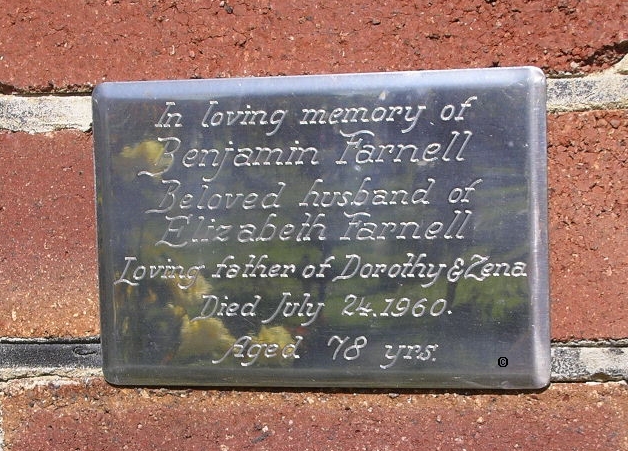 In loving memory of
Benjamin Farnell
Beloved husband of
Elizabeth Farnell
Loving father of Dorothy & Zena
Died July 24.1960.
Aged 78 yrs.
©